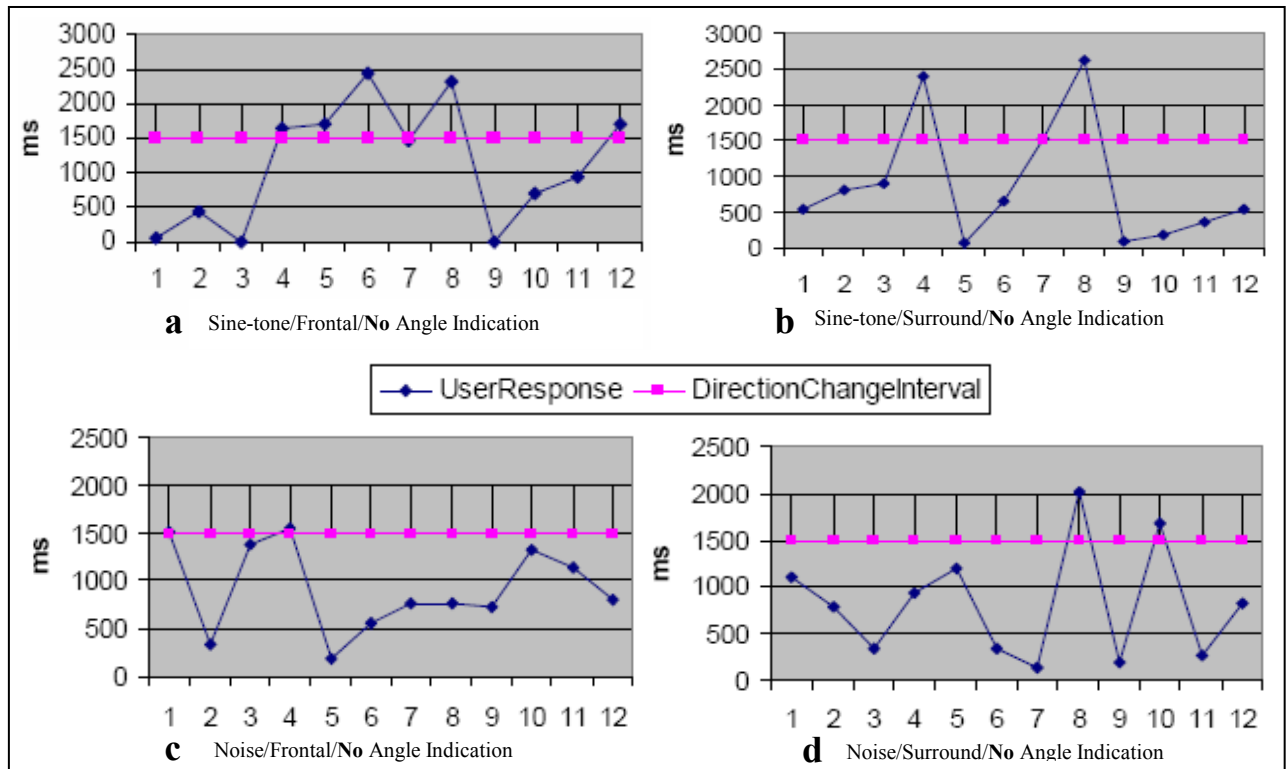 3000
2500
2000
1500
1000
500
0
ms
1 2 3 4 5 6 7 8 9 10 11 12
a Sine-tone/Frontal/No Angle Indication
3000
2500
2000
1500
1000
500
0
ms
1 2 3 4 5 6 7 8 9 10 11 12
b Sine-tone/Surround/No Angle Indication
UserResponse DirectionChangeInterval
2500
2000
1500
1000
500
0
ms
1 2 3 4 5 6 7 8 9 10 11 12
c Noise/Frontal/No Angle Indication
2500
2000
1500
1000
500
0
ms
1 2 3 4 5 6 7 8 9 10 11 12
d Noise/Surround/No Angle Indication